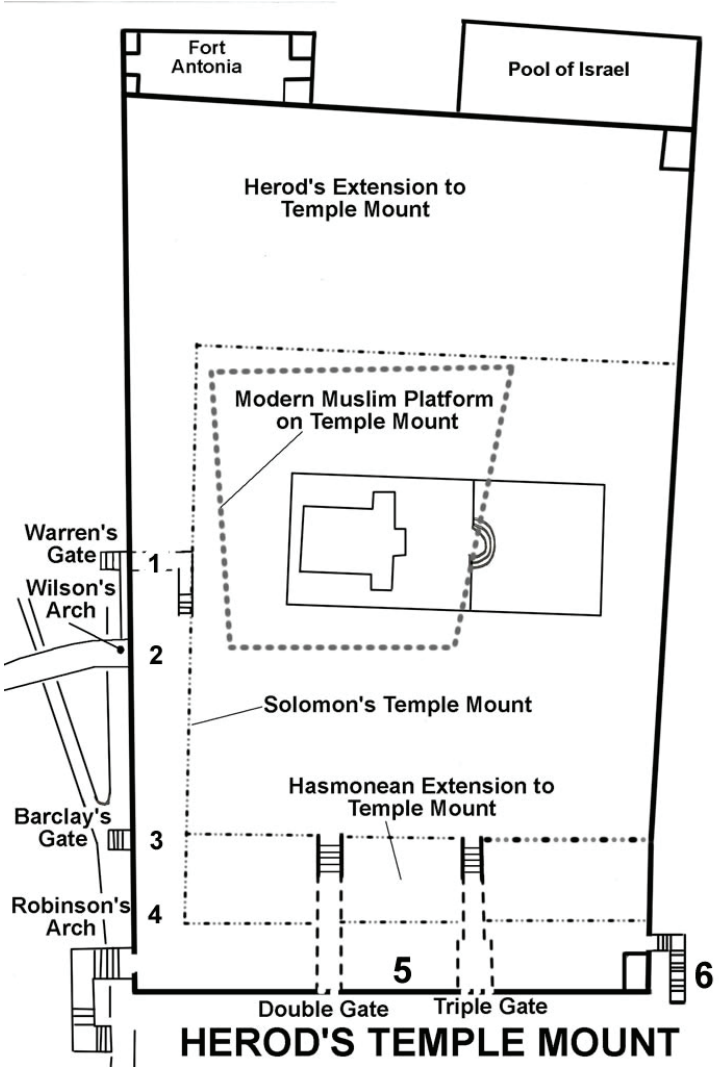 Fort
Antonia
Pool of Israel
Herod's Extension to
Temple Mount
Modern Muslim Platform
on Temple Mount
Warren's
Gate
1
Wilson's
Arch
2
Solomon's Temple Mount
Hasmonean Extension to
Temple Mount
Barclay's
Gate
3
Robinson's
Arch
4
5
6
Double Gate
Triple Gate
HEROD'S TEMPLE MOUNT